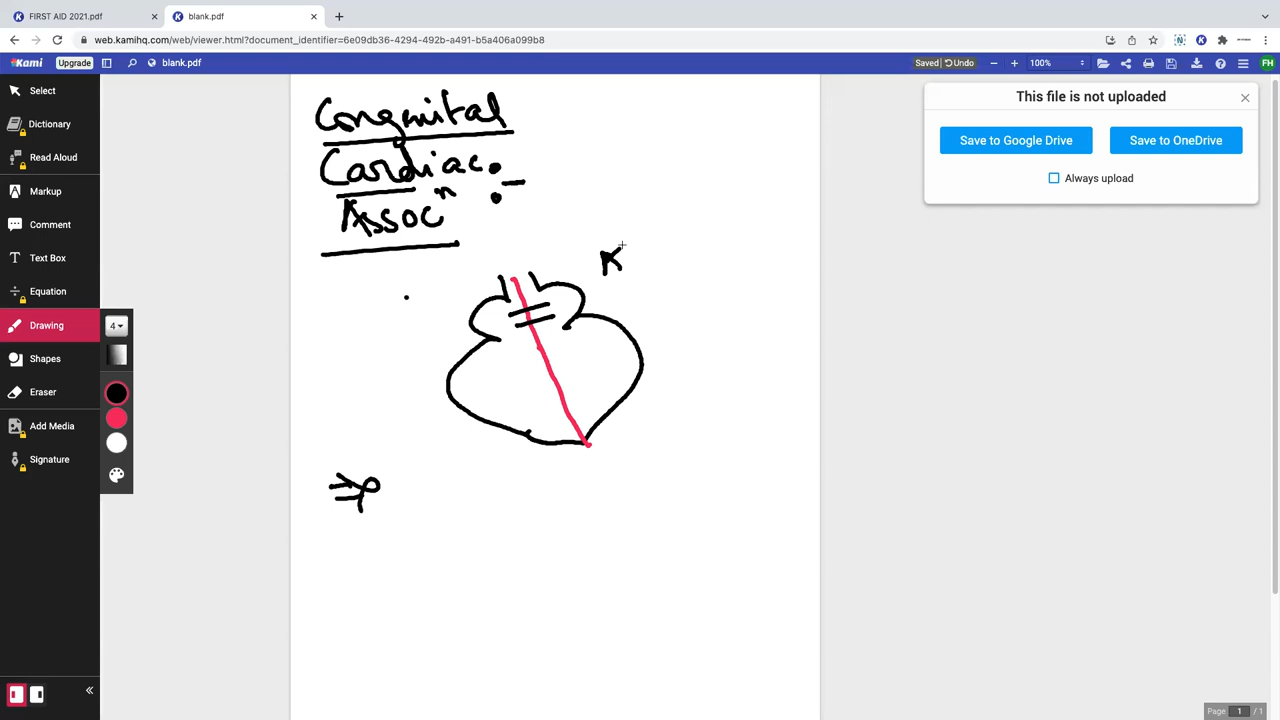 FIRST AID 2021.pdf
blank.pdf
web.kamihq.com/web/viewer.html?document_identifier=6e09db36-4294-492b-a491-b5a406a099b8
Kami
Upgrade
blank.pdf
Saved
Undo
100%
FH
Select
Dictionary
Read Aloud
Markup
Comment
Text Box
Equation
Drawing
Shapes
Eraser
Add Media
Signature
4
This file is not uploaded
Save to Google Drive
Save to OneDrive
Always upload
Congenital
Cardiac :-
Assoc^n
K
Page 1 / 1